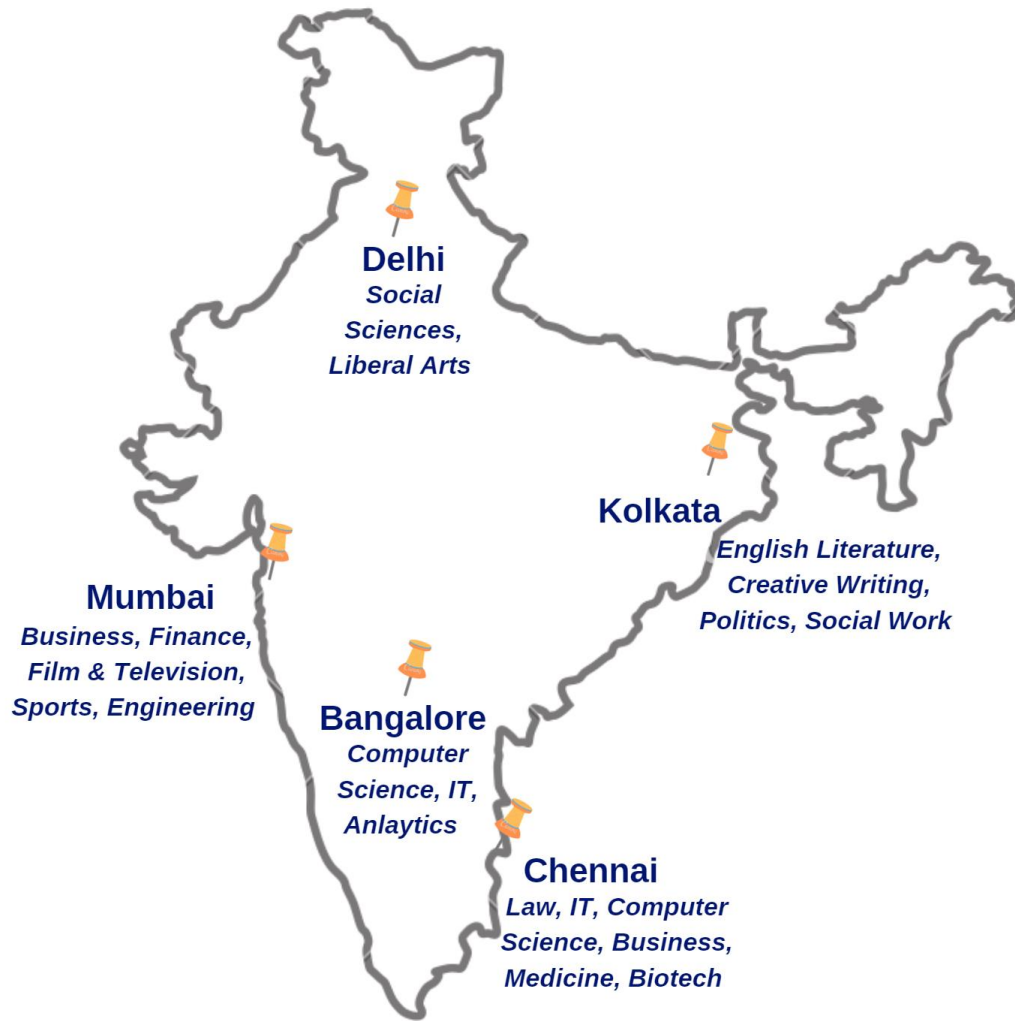 Delhi
Social
Sciences,
Liberal Arts
Kolkata
English Literature,
Creative Writing,
Politics, Social Work
Mumbai
Business, Finance,
Film & Television,
Sports, Engineering
Bangalore
Computer
Science, IT,
Anlaytics
Chennai
Law, IT, Computer
Science, Business,
Medicine, Biotech